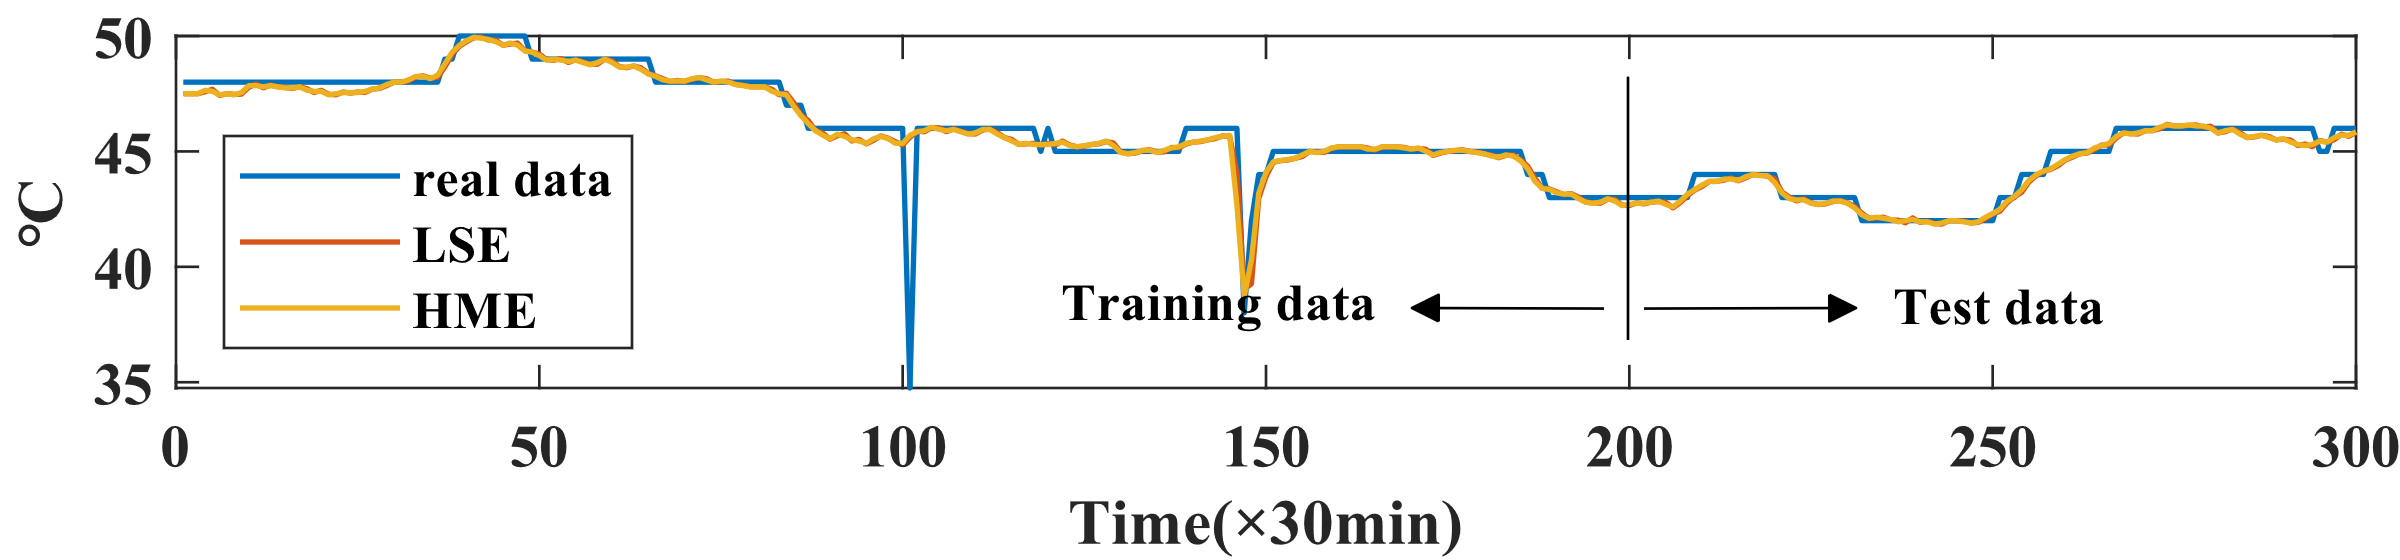 50
45
40
35
°C
real data
LSE
HME
Training data
Test data
0 50 100 150 200 250 300
Time(×30min)